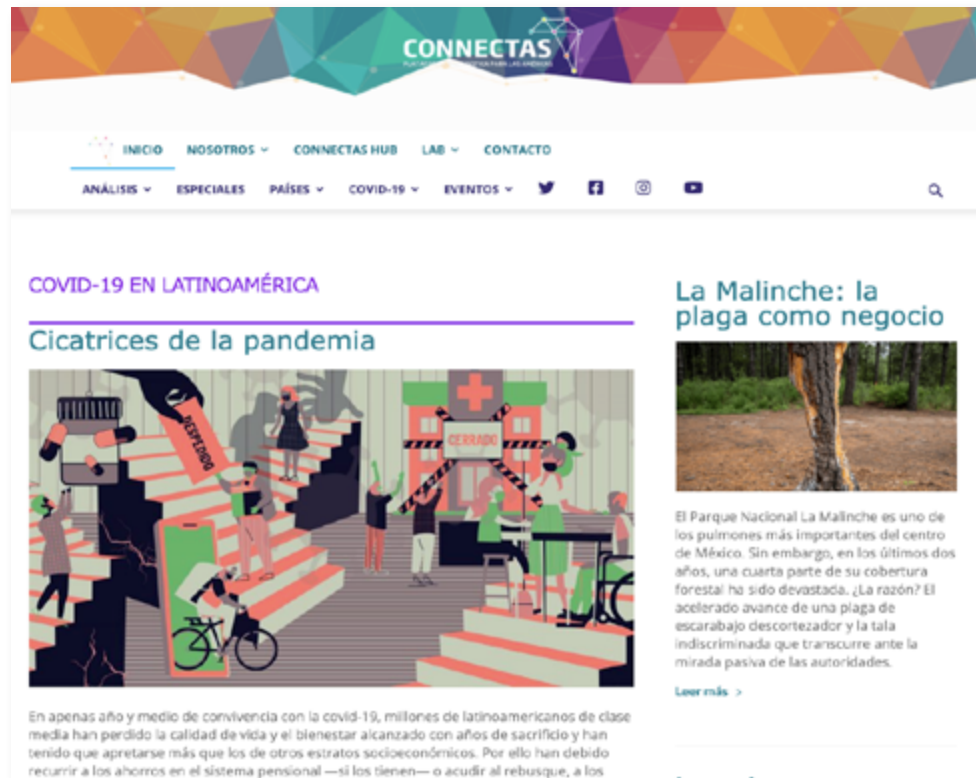 CONNECTAS
INICIO NOSOTROS CONNECTAS HUB LAB CONTACTO
ANÁLISIS ESPECIALES PAÍSES COVID-19 EVENTOS
COVID-19 EN LATINOAMÉRICA
Cicatrices de la pandemia
DESPEDIDO
CERRADO
En apenas año y medio de convivencia con la covid-19, millones de latinoamericanos de clase
media han perdido la calidad de vida y el bienestar alcanzado con años de sacrificio y han
tenido que apretarse más que los de otros estratos socioeconómicos. Por ello han debido
recurrir a los ahorros en el sistema pensional —si los tienen— o acudir al rebusque, a los
La Malinche: la
plaga como negocio
El Parque Nacional La Malinche es uno de
los pulmones más importantes del centro
de México. Sin embargo, en los últimos dos
años, una cuarta parte de su cobertura
forestal ha sido devastada. ¿La razón? El
acelerado avance de una plaga de
escarabajo descortezador y la tala
indiscriminada que transcurre ante la
mirada pasiva de las autoridades.
Leer más >